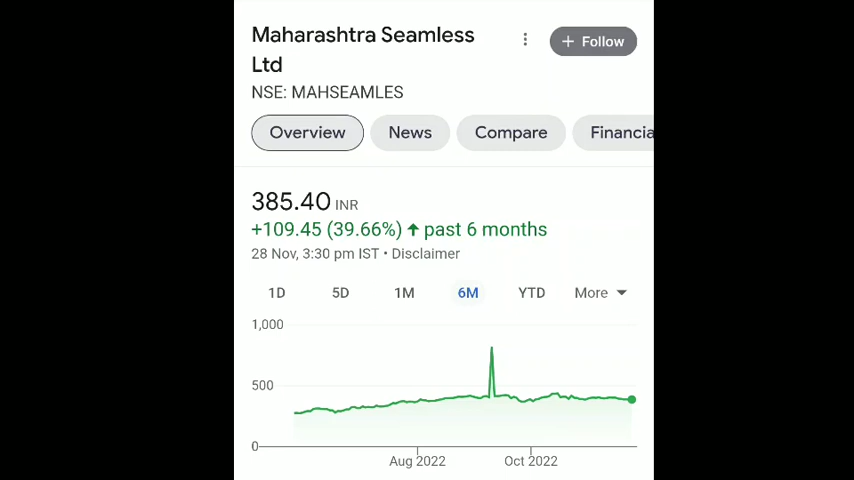 Maharashtra Seamless
Ltd
+ Follow
NSE: MAHSEAMLES
Overview News Compare Financia
385.40 INR
+109.45 (39.66%) ↑ past 6 months
28 Nov, 3:30 pm IST • Disclaimer
1D 5D 1M 6M YTD More
1,000
500
0
Aug 2022 Oct 2022